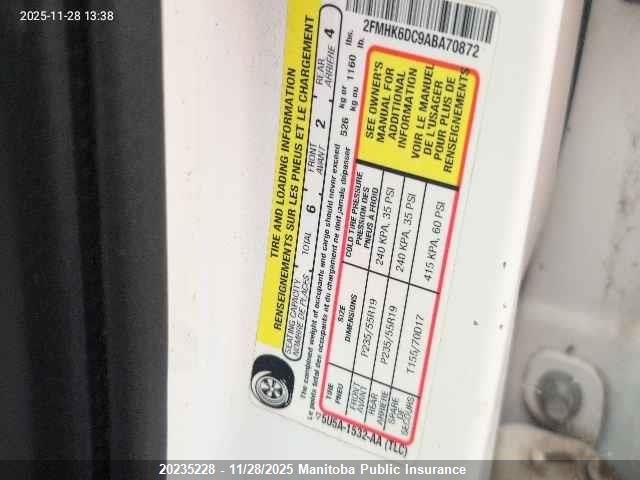 2025-11-28 13:38
TIRE AND LOADING INFORMATION
RENSEIGNEMENTS SUR LES PNEUS ET LE CHARGEMENT
SEATING CAPACITY
NOMBRE DE PLACES
TOTAL 6
FRONT
AVANT 2
REAR
ARRIÈRE 4
The combined weight of occupants and cargo should never exceed
Le poids total des occupants et du chargement ne doit jamais dépasser
526 kg or
kg ou 1160 lbs.
lb.
2FMHK6DC9ABA70872
TIRE
PNEU
SIZE
DIMENSIONS
COLD TIRE PRESSURE
PRESSION DES
PNEUS A FROID
FRONT
AVANT
P235/55R19
240 KPA, 35 PSI
REAR
ARRIÈRE
P235/55R19
240 KPA, 35 PSI
SPARE
DE
SECOURS
T155/70D17
415 KPA, 60 PSI
SEE OWNER'S
MANUAL FOR
ADDITIONAL
INFORMATION
VOIR LE MANUEL
DE L'USAGER
POUR PLUS DE
RENSEIGNEMENTS
5U5A-1532-AA (TLC)
20235228 - 11/28/2025 Manitoba Public Insurance